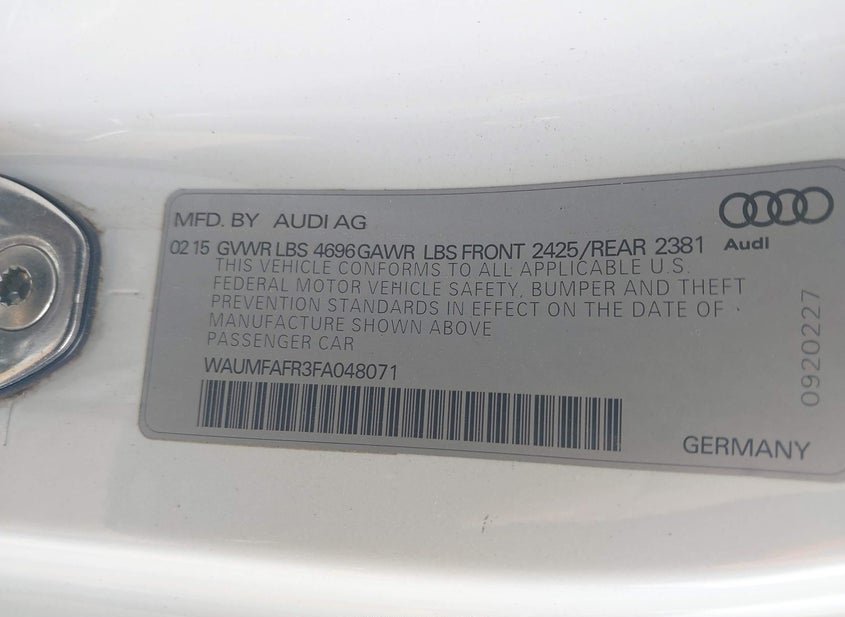 MFD. BY AUDI AG
02 15 GVWR LBS 4696 GAWR LBS FRONT 2425/REAR 2381
Audi
THIS VEHICLE CONFORMS TO ALL APPLICABLE U.S.
FEDERAL MOTOR VEHICLE SAFETY, BUMPER AND THEFT
PREVENTION STANDARDS IN EFFECT ON THE DATE OF
MANUFACTURE SHOWN ABOVE
PASSENGER CAR
WAUMFAFR3FA048071
0920227
GERMANY